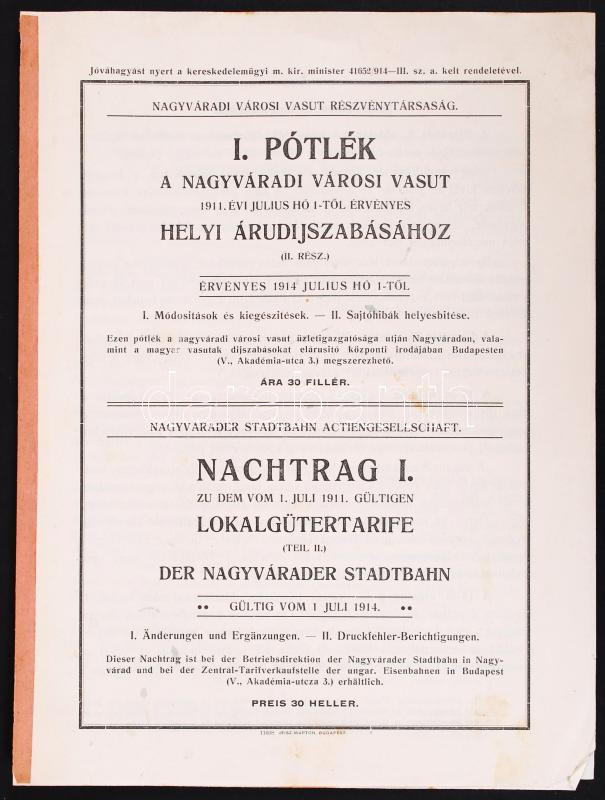 Jóváhagyást nyert a kereskedelemügyi m. kir. minister 41652/914—III. sz. a. kelt rendeletével.
NAGYVÁRADI VÁROSI VASUT RÉSZVÉNYTÁRSASÁG.
I. PÓTLÉK
A NAGYVÁRADI VÁROSI VASUT
1911. ÉVI JULIUS HÓ 1-TŐL ÉRVÉNYES
HELYI ÁRUDIJSZABÁSÁHOZ
(II. RÉSZ.)
ÉRVÉNYES 1914 JULIUS HÓ 1-TŐL
I. Módositások és kiegészitések. — II. Sajtóhibák helyesbitése.
Ezen pótlék a nagyváradi városi vasut üzletigazgatósága utján Nagyváradon, vala-
mint a magyar vasutak dijszabásokat elárusitó központi irodájában Budapesten
(V., Akadémia-utca 3.) megszerezhető.
ÁRA 30 FILLÉR.
darabanth
NAGYVÁRADER STADTBAHN ACTIENGESELLSCHAFT.
NACHTRAG I.
ZU DEM VOM 1. JULI 1911. GÜLTIGEN
LOKALGÜTERTARIFE
(TEIL II.)
DER NAGYVÁRADER STADTBAHN
•• GÜLTIG VOM 1 JULI 1914. ••
I. Änderungen und Ergänzungen. — II. Druckfehler-Berichtigungen.
Dieser Nachtrag ist bei der Betriebsdirektion der Nagyvárader Stadtbahn in Nagy-
várad und bei der Zentral-Tarifverkaufstelle der ungar. Eisenbahnen in Budapest
(V., Akadémia-utcza 3.) erhältlich.
PREIS 30 HELLER.
MÁRTON, BUDAPEST.